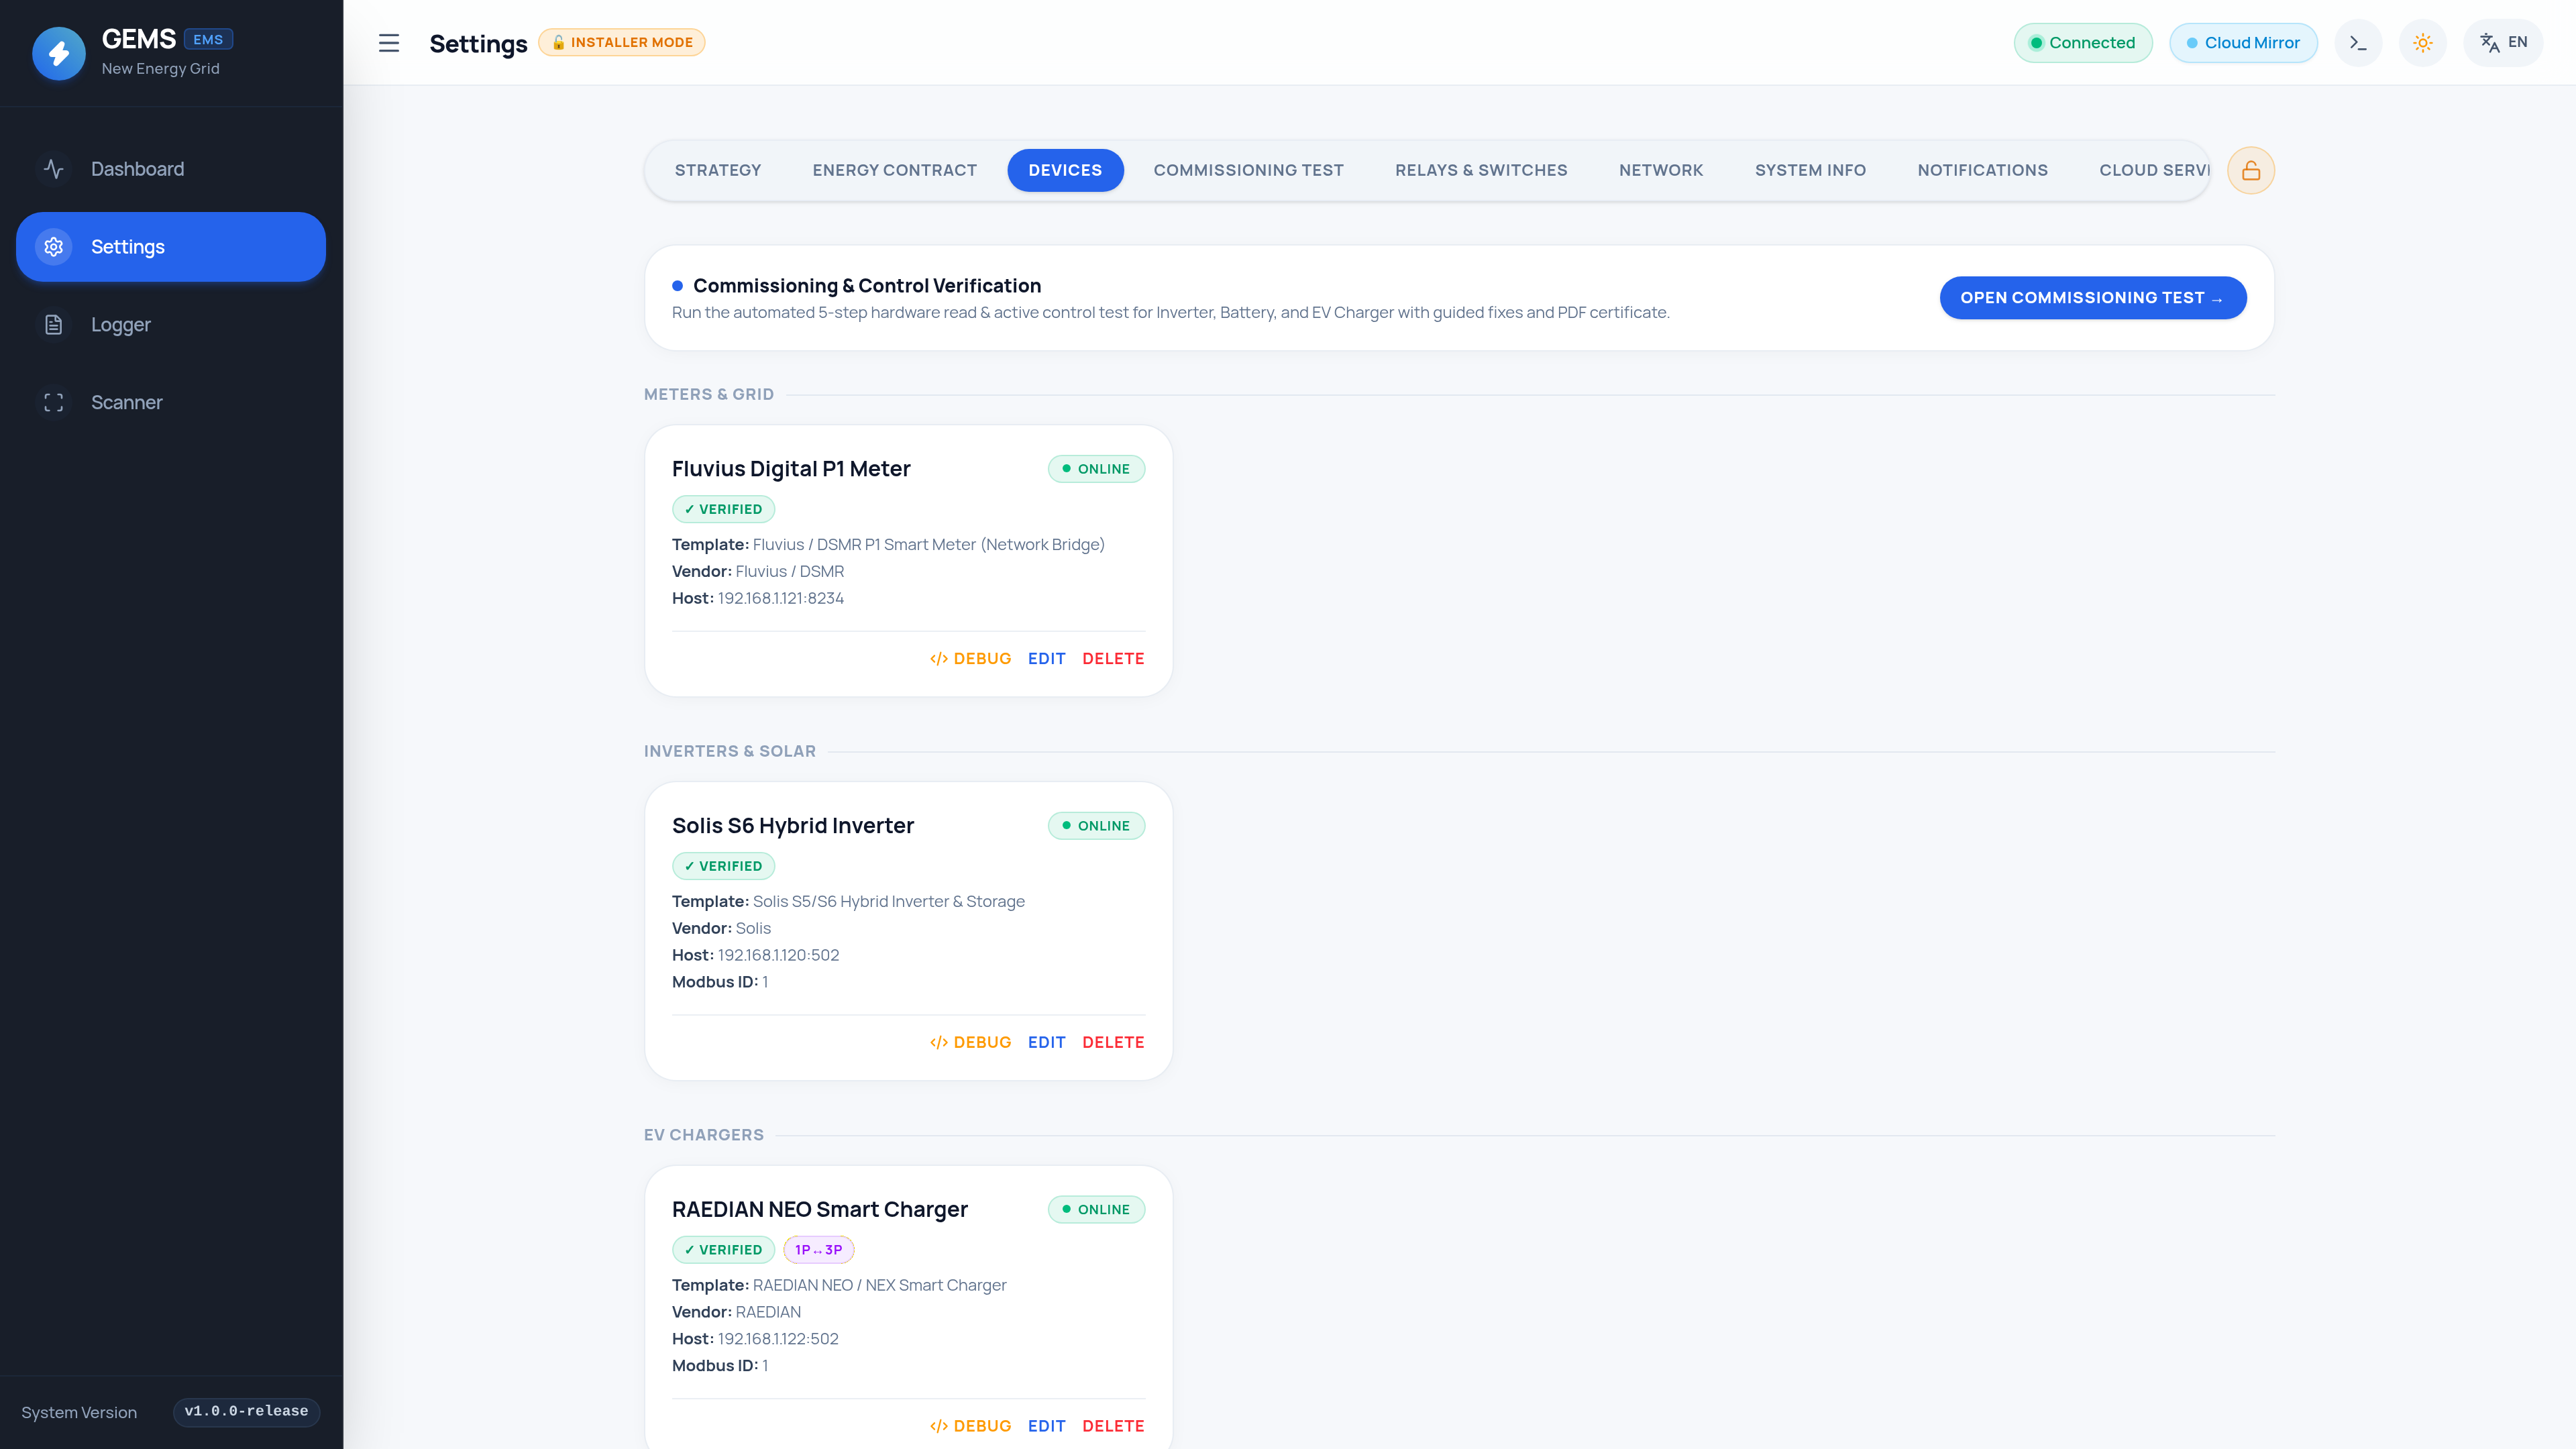 GEMS EMS
New Energy Grid
Dashboard
Settings
Logger
Scanner
System Version v1.0.0-release
Settings 🔓 INSTALLER MODE
Connected
Cloud Mirror
EN
STRATEGY
ENERGY CONTRACT
DEVICES
COMMISSIONING TEST
RELAYS & SWITCHES
NETWORK
SYSTEM INFO
NOTIFICATIONS
CLOUD SERVI
Commissioning & Control Verification
Run the automated 5-step hardware read & active control test for Inverter, Battery, and EV Charger with guided fixes and PDF certificate.
OPEN COMMISSIONING TEST →
METERS & GRID
Fluvius Digital P1 Meter
ONLINE
✓ VERIFIED
Template: Fluvius / DSMR P1 Smart Meter (Network Bridge)
Vendor: Fluvius / DSMR
Host: 192.168.1.121:8234
</> DEBUG EDIT DELETE
INVERTERS & SOLAR
Solis S6 Hybrid Inverter
ONLINE
✓ VERIFIED
Template: Solis S5/S6 Hybrid Inverter & Storage
Vendor: Solis
Host: 192.168.1.120:502
Modbus ID: 1
</> DEBUG EDIT DELETE
EV CHARGERS
RAEDIAN NEO Smart Charger
ONLINE
✓ VERIFIED 1P↔3P
Template: RAEDIAN NEO / NEX Smart Charger
Vendor: RAEDIAN
Host: 192.168.1.122:502
Modbus ID: 1
</> DEBUG EDIT DELETE